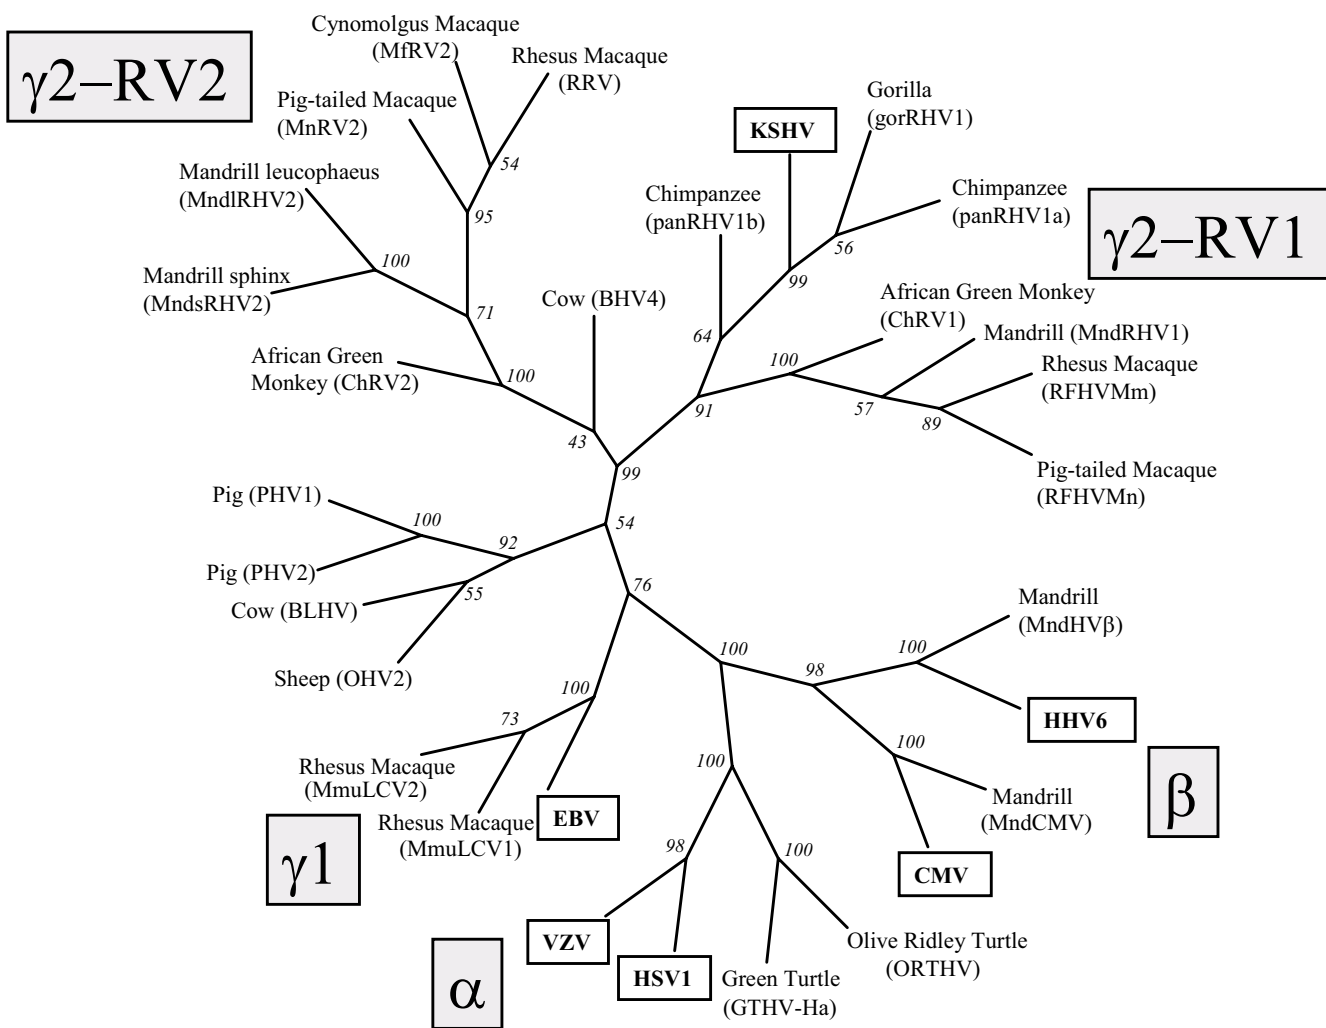 γ2–RV2
Cynomolgus Macaque
(MfRV2)
Rhesus Macaque
(RRV)
Pig-tailed Macaque
(MnRV2)
54
Mandrill leucophaeus
(MndlRHV2)
95
100
Mandrill sphinx
(MndsRHV2)
71
African Green
Monkey (ChRV2)
100
Cow (BHV4)
43
KSHV
Gorilla
(gorRHV1)
Chimpanzee
(panRHV1b)
Chimpanzee
(panRHV1a)
γ2–RV1
56
99
64
African Green Monkey
(ChRV1)
100
Mandrill (MndRHV1)
Rhesus Macaque
(RFHVMm)
91
57
89
Pig-tailed Macaque
(RFHVMn)
99
54
Pig (PHV1)
100
92
Pig (PHV2)
55
Cow (BLHV)
Sheep (OHV2)
76
100
73
Rhesus Macaque
(MmuLCV2)
Rhesus Macaque
(MmuLCV1)
EBV
γ1
100
98
100
Mandrill
(MndHVβ)
HHV6
100
Mandrill
(MndCMV)
β
CMV
100
98
100
VZV
HSV1
Green Turtle
(GTHV-Ha)
Olive Ridley Turtle
(ORTHV)
α